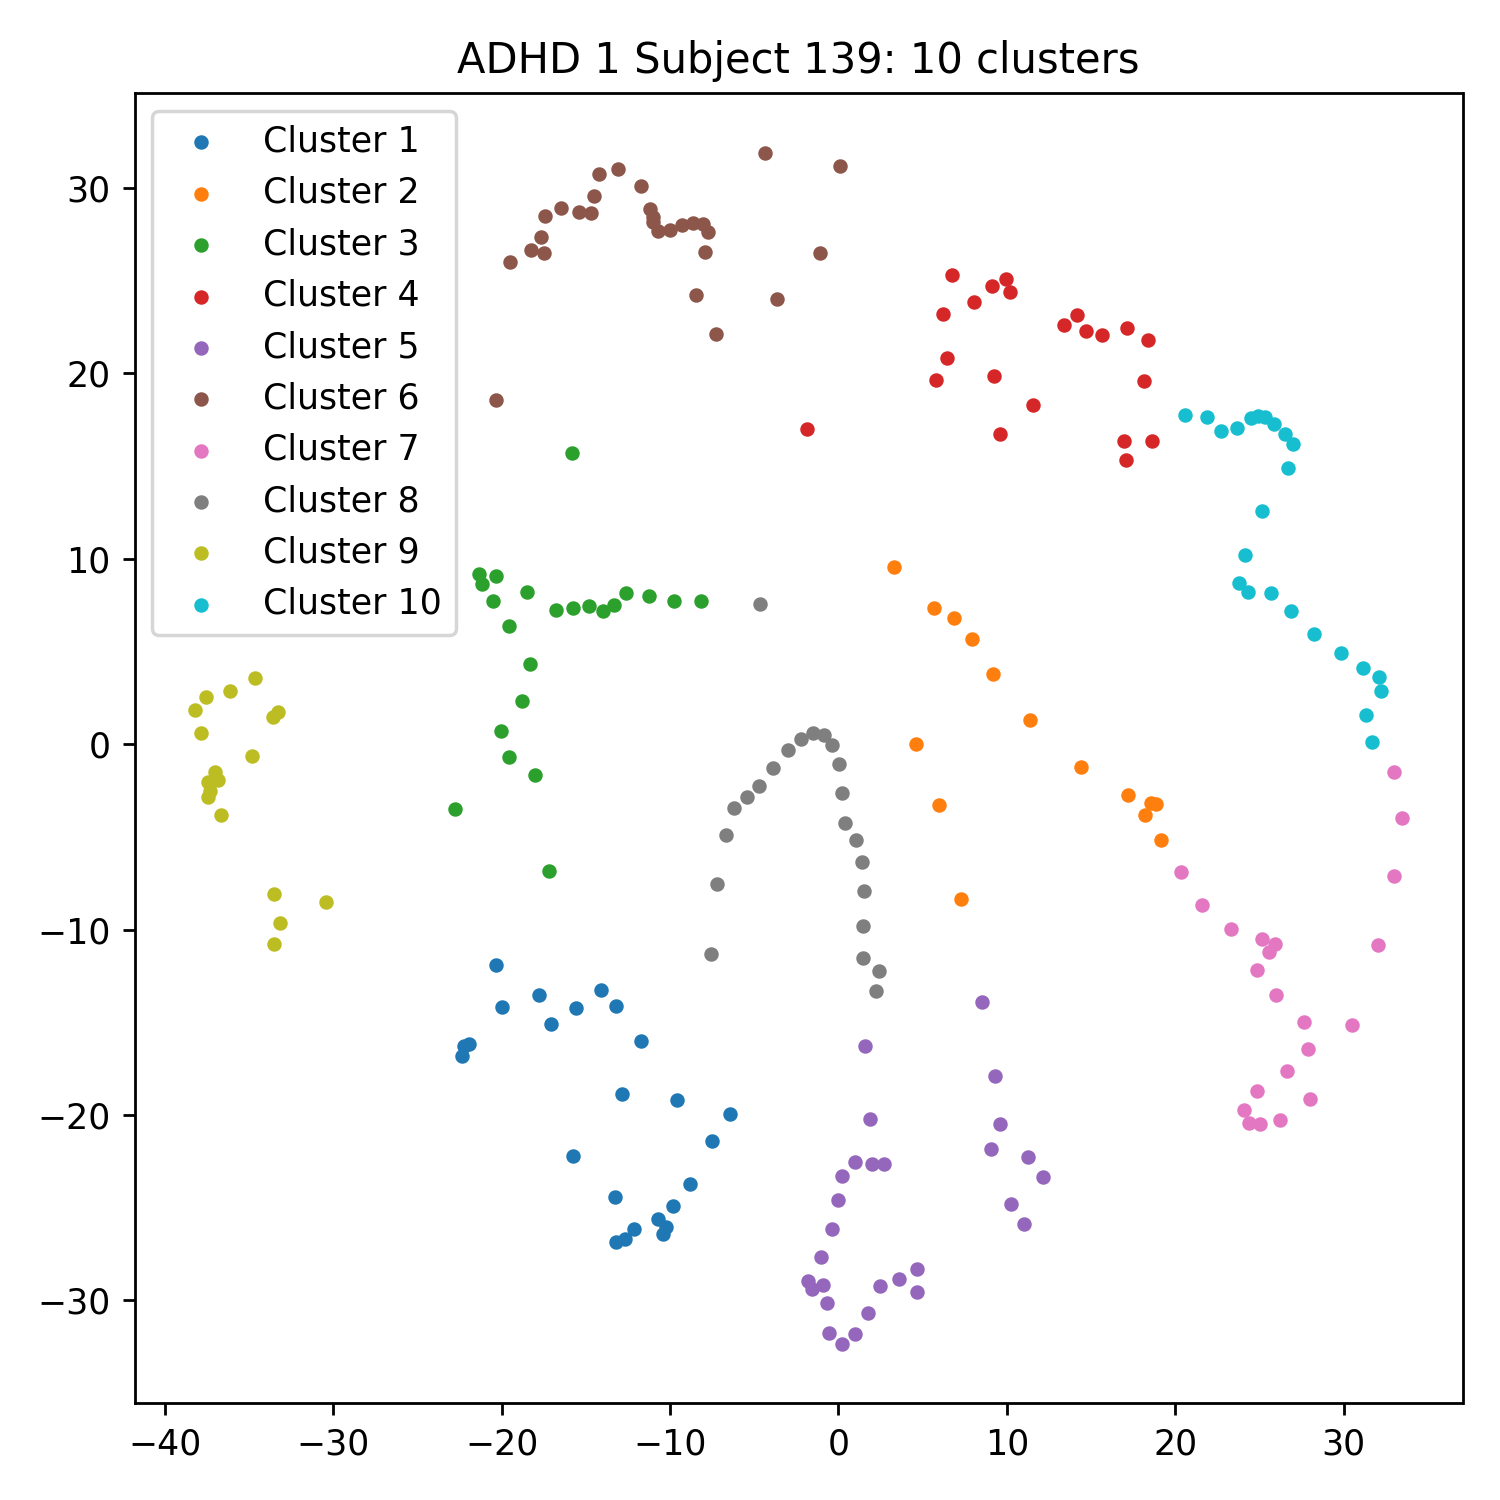 ADHD 1 Subject 139: 10 clusters
Cluster 1
Cluster 2
Cluster 3
Cluster 4
Cluster 5
Cluster 6
Cluster 7
Cluster 8
Cluster 9
Cluster 10
30
20
10
0
−10
−20
−30
−40 −30 −20 −10 0 10 20 30